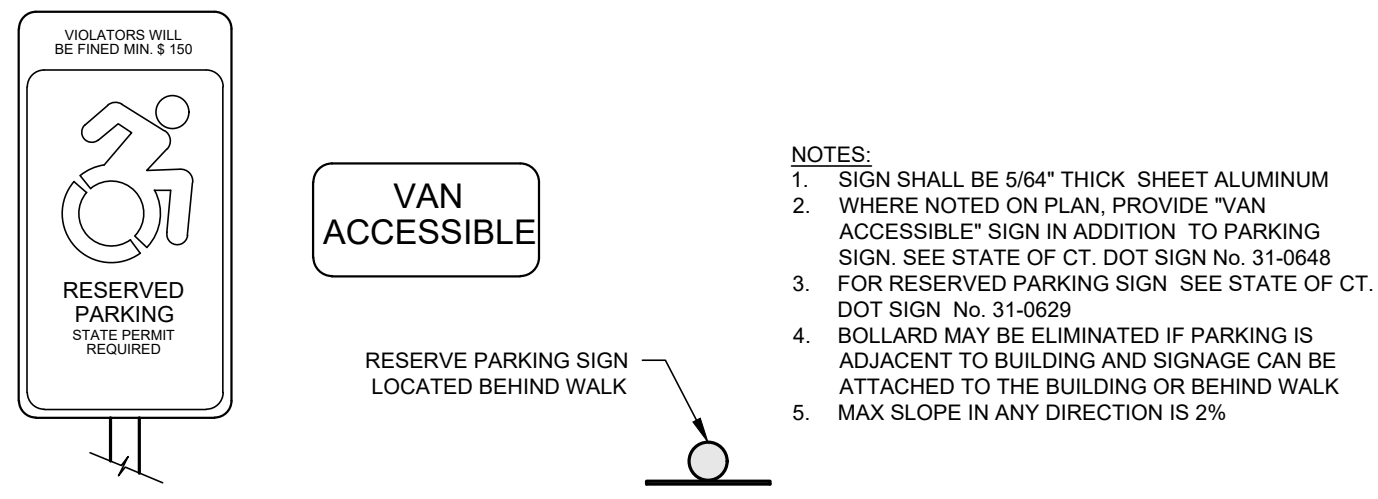 VIOLATORS WILL
BE FINED MIN. $ 150
RESERVED
PARKING
STATE PERMIT
REQUIRED
VAN
ACCESSIBLE
RESERVE PARKING SIGN
LOCATED BEHIND WALK
NOTES:
1. SIGN SHALL BE 5/64" THICK SHEET ALUMINUM
2. WHERE NOTED ON PLAN, PROVIDE "VAN
ACCESSIBLE" SIGN IN ADDITION TO PARKING
SIGN. SEE STATE OF CT. DOT SIGN No. 31-0648
3. FOR RESERVED PARKING SIGN SEE STATE OF CT.
DOT SIGN No. 31-0629
4. BOLLARD MAY BE ELIMINATED IF PARKING IS
ADJACENT TO BUILDING AND SIGNAGE CAN BE
ATTACHED TO THE BUILDING OR BEHIND WALK
5. MAX SLOPE IN ANY DIRECTION IS 2%